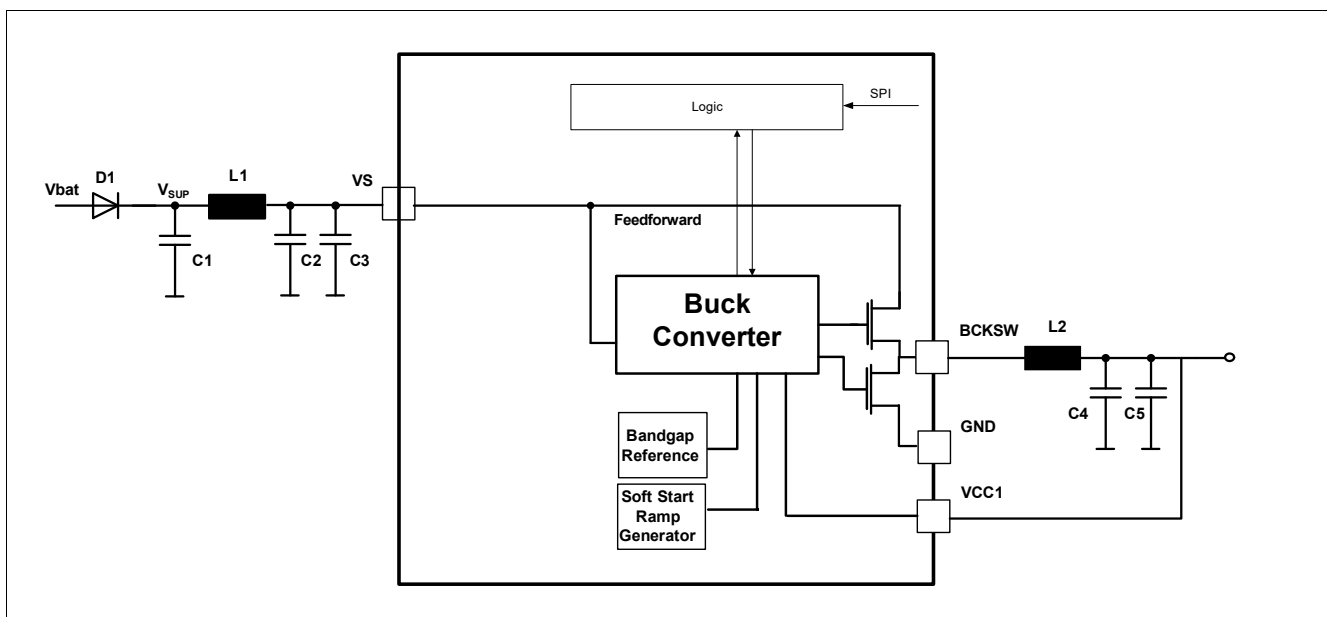 Logic
SPI
Vbat
D1
VSUP
L1
VS
C1
C2
C3
Feedforward
Buck
Converter
BCKSW
L2
C4
C5
GND
Bandgap
Reference
VCC1
Soft Start
Ramp
Generator